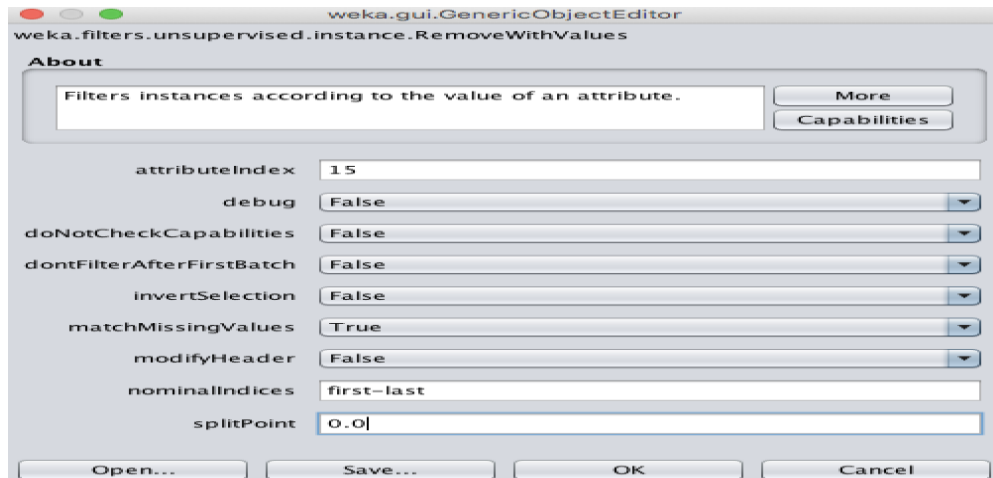 weka.gui.GenericObjectEditor
weka.filters.unsupervised.instance.RemoveWithValues
About
Filters instances according to the value of an attribute.
More
Capabilities
attributeIndex 15
debug False
doNotCheckCapabilities False
dontFilterAfterFirstBatch False
invertSelection False
matchMissingValues True
modifyHeader False
nominalIndices first-last
splitPoint 0.0
Open... Save... OK Cancel